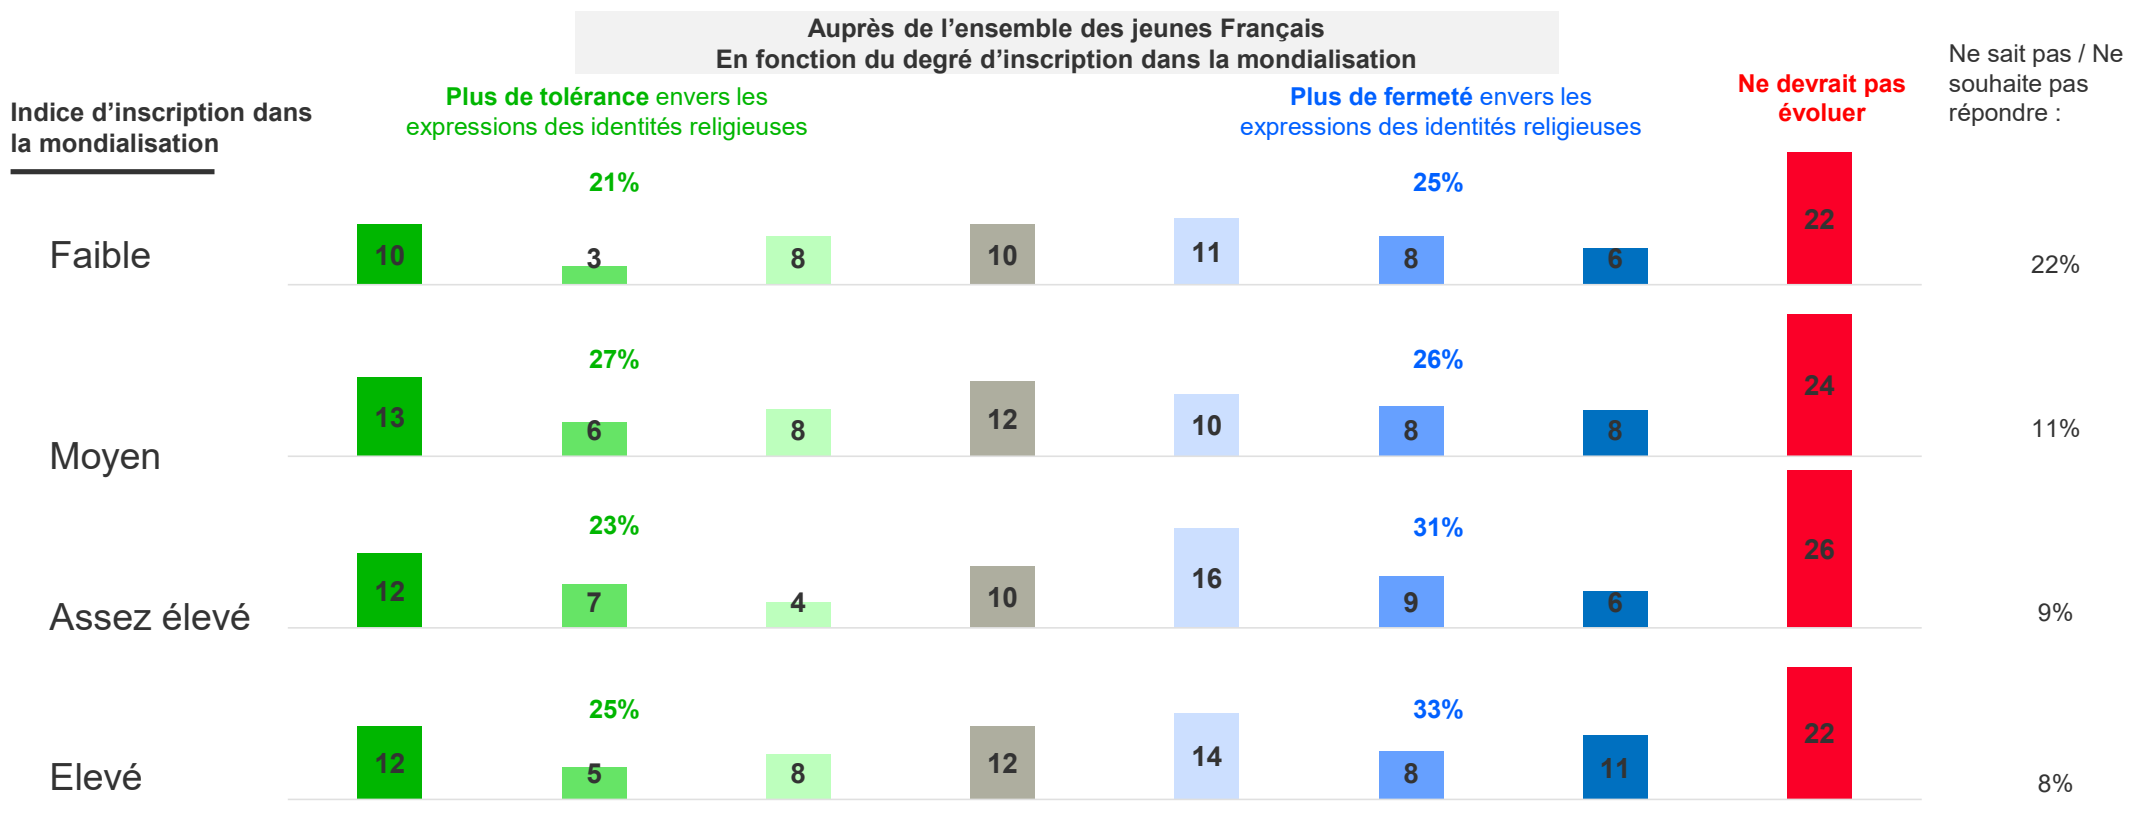 Auprès de l’ensemble des jeunes Français
En fonction du degré d’inscription dans la mondialisation
Indice d’inscription dans
la mondialisation
Plus de tolérance envers les
expressions des identités religieuses
Plus de fermeté envers les
expressions des identités religieuses
Ne devrait pas
évoluer
Ne sait pas / Ne
souhaite pas
répondre :
21% 25%
Faible 10 3 8 10 11 8 6 22 22%
27% 26%
Moyen 13 6 8 12 10 8 8 24 11%
23% 31%
Assez élevé 12 7 4 10 16 9 6 26 9%
25% 33%
Elevé 12 5 8 12 14 8 11 22 8%